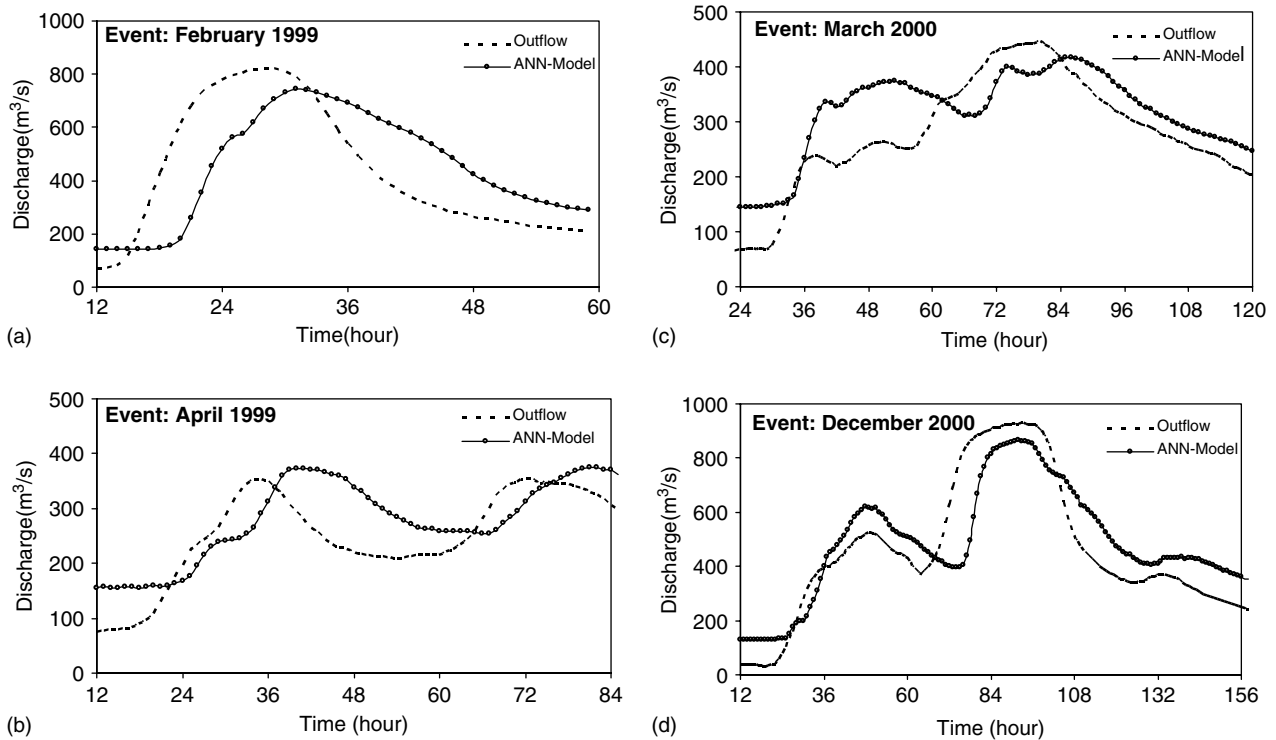 Event: February 1999
Outflow
ANN-Model
Discharge(m³/s)
1000
800
600
400
200
0
12 24 36 48 60
Time(hour)
(a)
Event: March 2000
Outflow
ANN-Model
Discharge(m³/s)
500
400
300
200
100
0
24 36 48 60 72 84 96 108 120
Time (hour)
(c)
Event: April 1999
Outflow
ANN-Model
Discharge(m³/s)
500
400
300
200
100
0
12 24 36 48 60 72 84
Time (hour)
(b)
Event: December 2000
Outflow
ANN-Model
Discharge(m³/s)
1000
800
600
400
200
0
12 36 60 84 108 132 156
Time (hour)
(d)